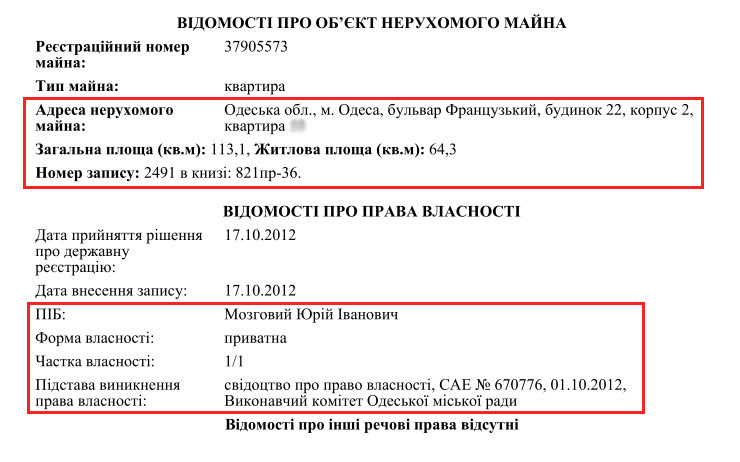 ВІДОМОСТІ ПРО ОБ’ЄКТ НЕРУХОМОГО МАЙНА
Реєстраційний номер майна: 37905573
Тип майна: квартира
Адреса нерухомого майна: Одеська обл., м. Одеса, бульвар Французький, будинок 22, корпус 2, квартира
Загальна площа (кв.м): 113,1, Житлова площа (кв.м): 64,3
Номер запису: 2491 в книзі: 821пр-36.
ВІДОМОСТІ ПРО ПРАВА ВЛАСНОСТІ
Дата прийняття рішення про державну реєстрацію: 17.10.2012
Дата внесення запису: 17.10.2012
ПІБ: Мозговий Юрій Іванович
Форма власності: приватна
Частка власності: 1/1
Підстава виникнення права власності: свідоцтво про право власності, САЕ № 670776, 01.10.2012, Виконавчий комітет Одеської міської ради
Відомості про інші речові права відсутні